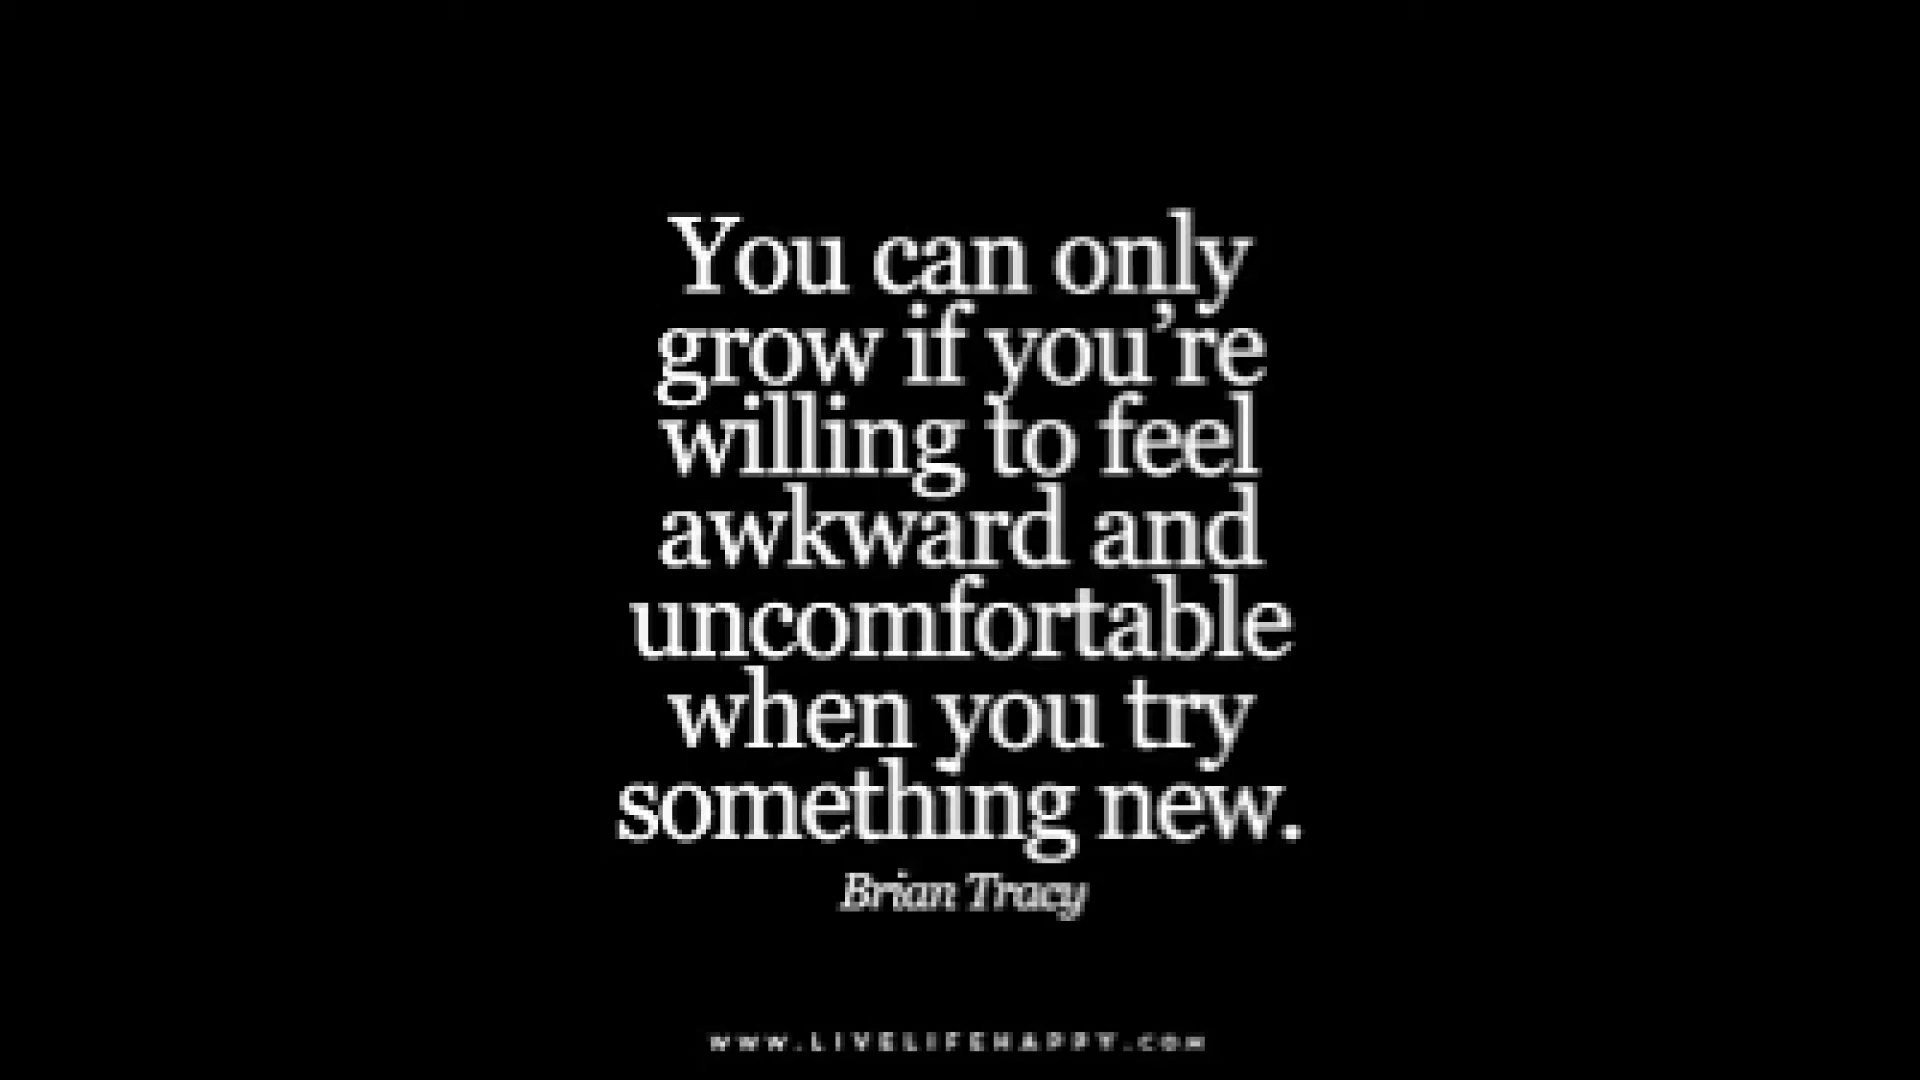 You can only
grow if you’re
willing to feel
awkward and
uncomfortable
when you try
something new.
Brian Tracy
WWW.LIVELIFEHAPPY.COM